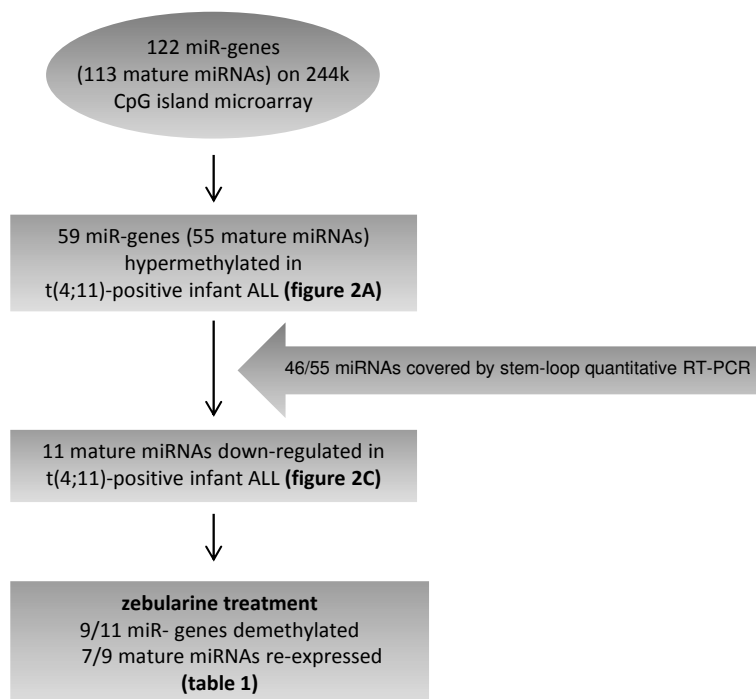 122 miR-genes
(113 mature miRNAs) on 244k
CpG island microarray
59 miR-genes (55 mature miRNAs)
hypermethylated in
t(4;11)-positive infant ALL (figure 2A)
46/55 miRNAs covered by stem-loop quantitative RT-PCR
11 mature miRNAs down-regulated in
t(4;11)-positive infant ALL (figure 2C)
zebularine treatment
9/11 miR- genes demethylated
7/9 mature miRNAs re-expressed
(table 1)